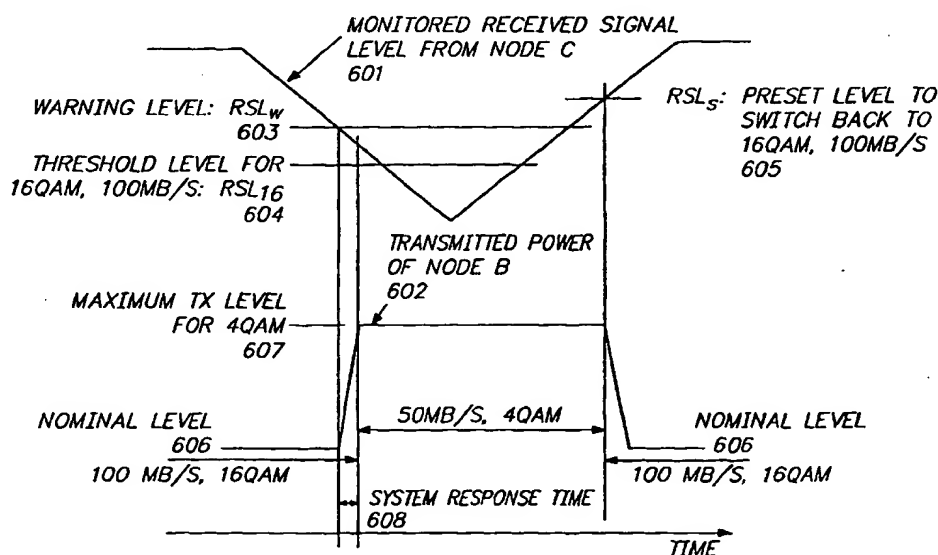 MONITORED RECEIVED SIGNAL
LEVEL FROM NODE C
601
WARNING LEVEL: RSLw
603
THRESHOLD LEVEL FOR
16QAM, 100MB/S: RSL16
604
RSLS: PRESET LEVEL TO
SWITCH BACK TO
16QAM, 100MB/S
605
TRANSMITTED POWER
OF NODE B
602
MAXIMUM TX LEVEL
FOR 4QAM
607
NOMINAL LEVEL
606
100 MB/S, 16QAM
50MB/S, 4QAM
NOMINAL LEVEL
606
100 MB/S, 16QAM
SYSTEM RESPONSE TIME
608
TIME